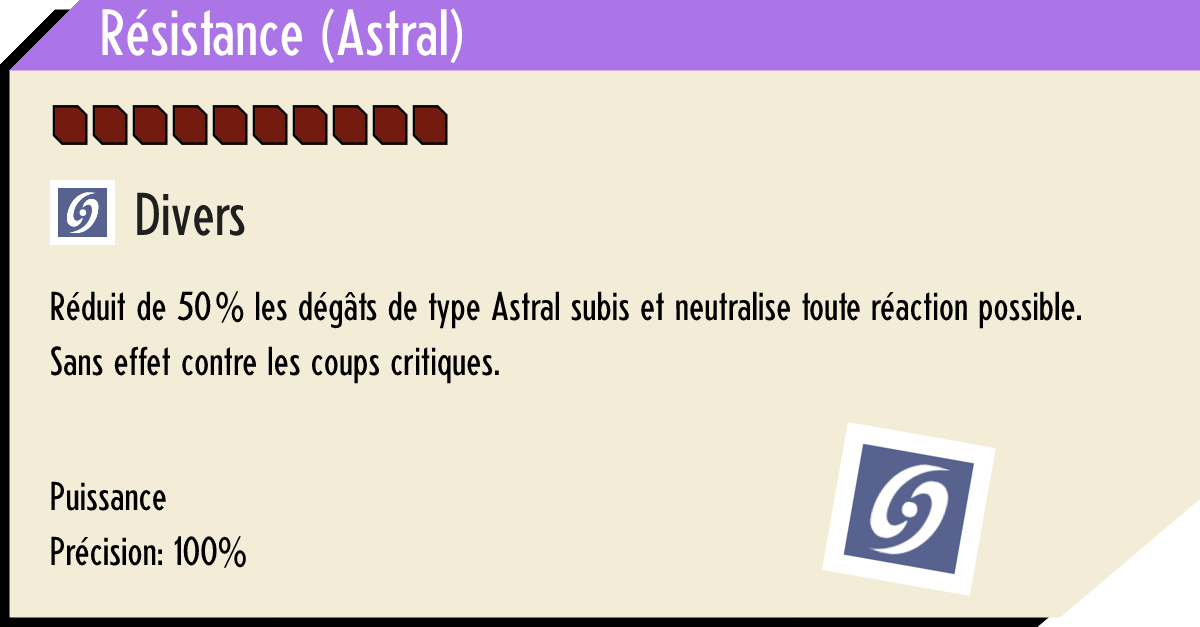 Résistance (Astral)
Divers
Réduit de 50% les dégâts de type Astral subis et neutralise toute réaction possible.
Sans effet contre les coups critiques.
Puissance
Précision: 100%